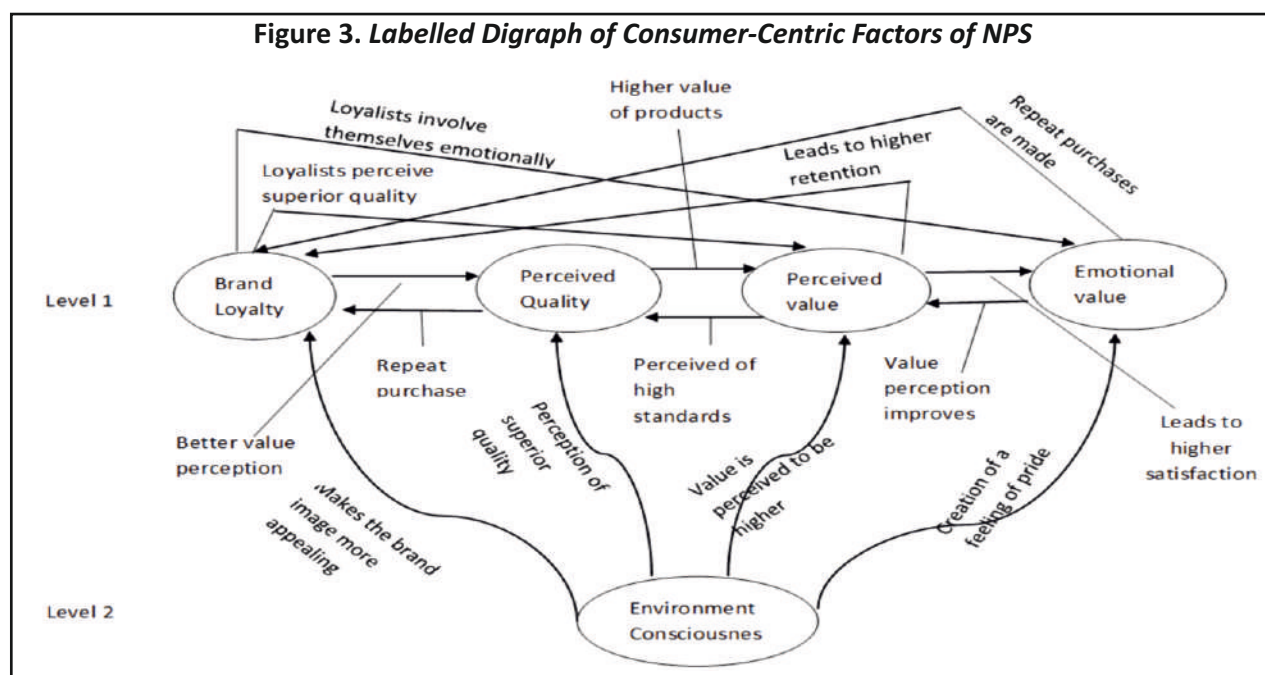 Figure 3. Labelled Digraph of Consumer-Centric Factors of NPS
Loyalists involve
themselves emotionally
Higher value
of products
Repeat purchases
are made
Leads to higher
retention
Loyalists perceive
superior quality
Level 1
Brand
Loyalty
Perceived
Quality
Perceived
value
Emotional
value
Repeat
purchase
Perceived of
high
standards
Value
perception
improves
Better value
perception
Leads to
higher
satisfaction
Makes the brand
image more
appealing
Perception of
superior
quality
Value is
perceived to be
higher
Creation of a
feeling of pride
Level 2
Environment
Consciousnes